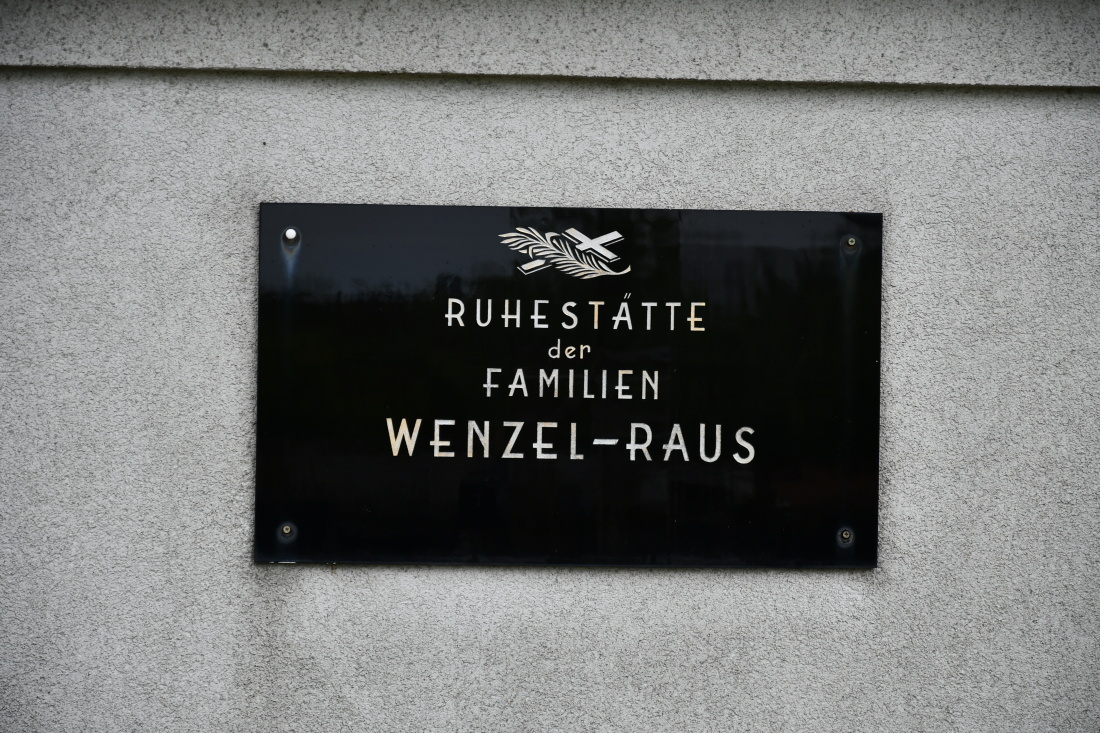 RUHESTÄTTE
der
FAMILIEN
WENZEL-RAUS